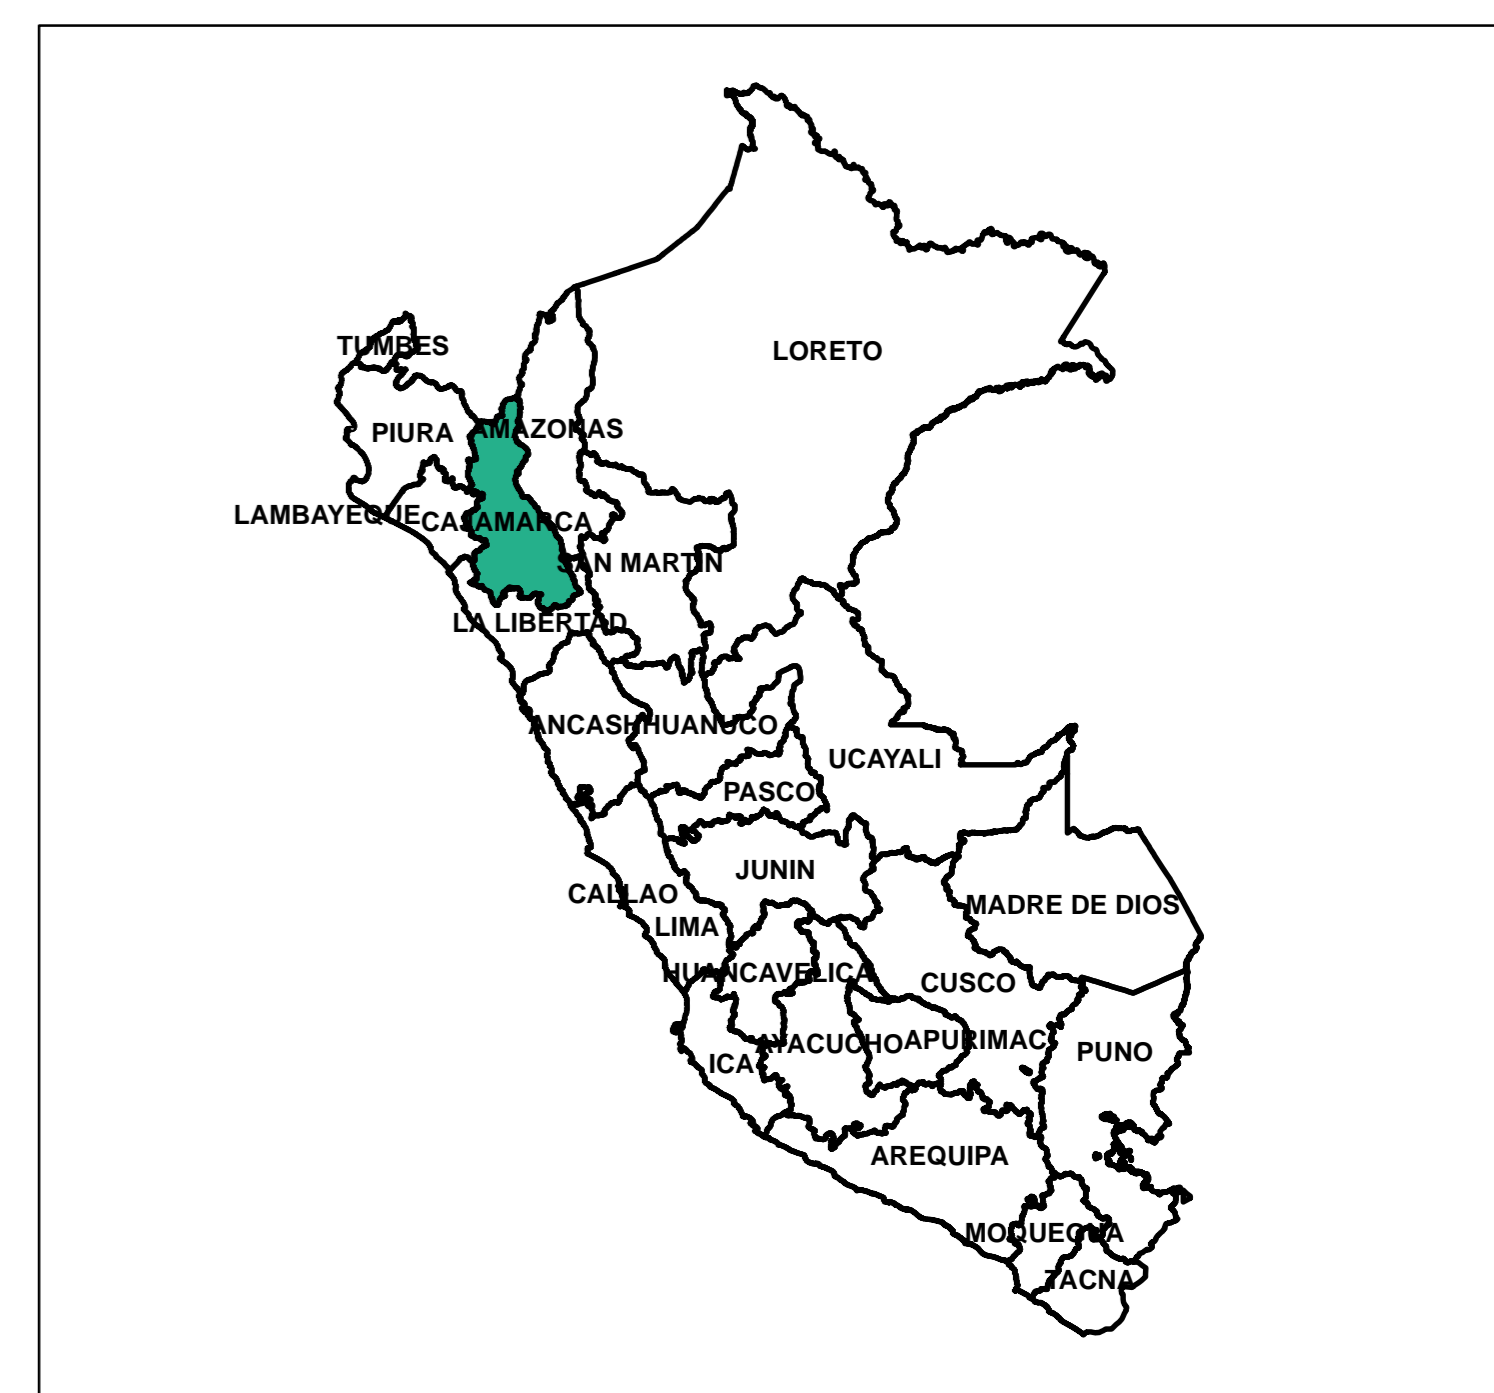 TUMBES
LORETO
AMAZONAS
PIURA
LAMBAYEQUE
CAJAMARCA
SAN MARTIN
LA LIBERTAD
ANCASH
HUANUCO
UCAYALI
PASCO
JUNIN
CALLAO
MADRE DE DIOS
LIMA
HUANCAVELICA
CUSCO
AYACUCHO
APURIMAC
PUNO
ICA
AREQUIPA
MOQUEGUA
TACNA